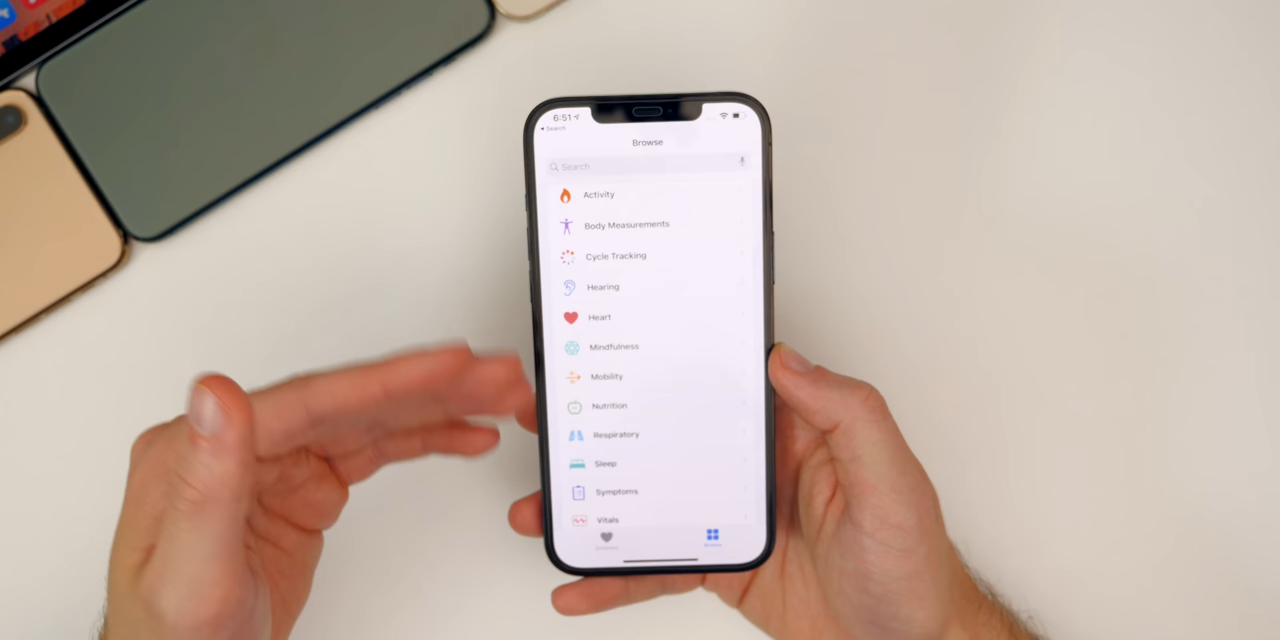 6:51
Search
Browse
Search
Activity
Body Measurements
Cycle Tracking
Hearing
Heart
Mindfulness
Mobility
Nutrition
Respiratory
Sleep
Symptoms
Vitals
Browse